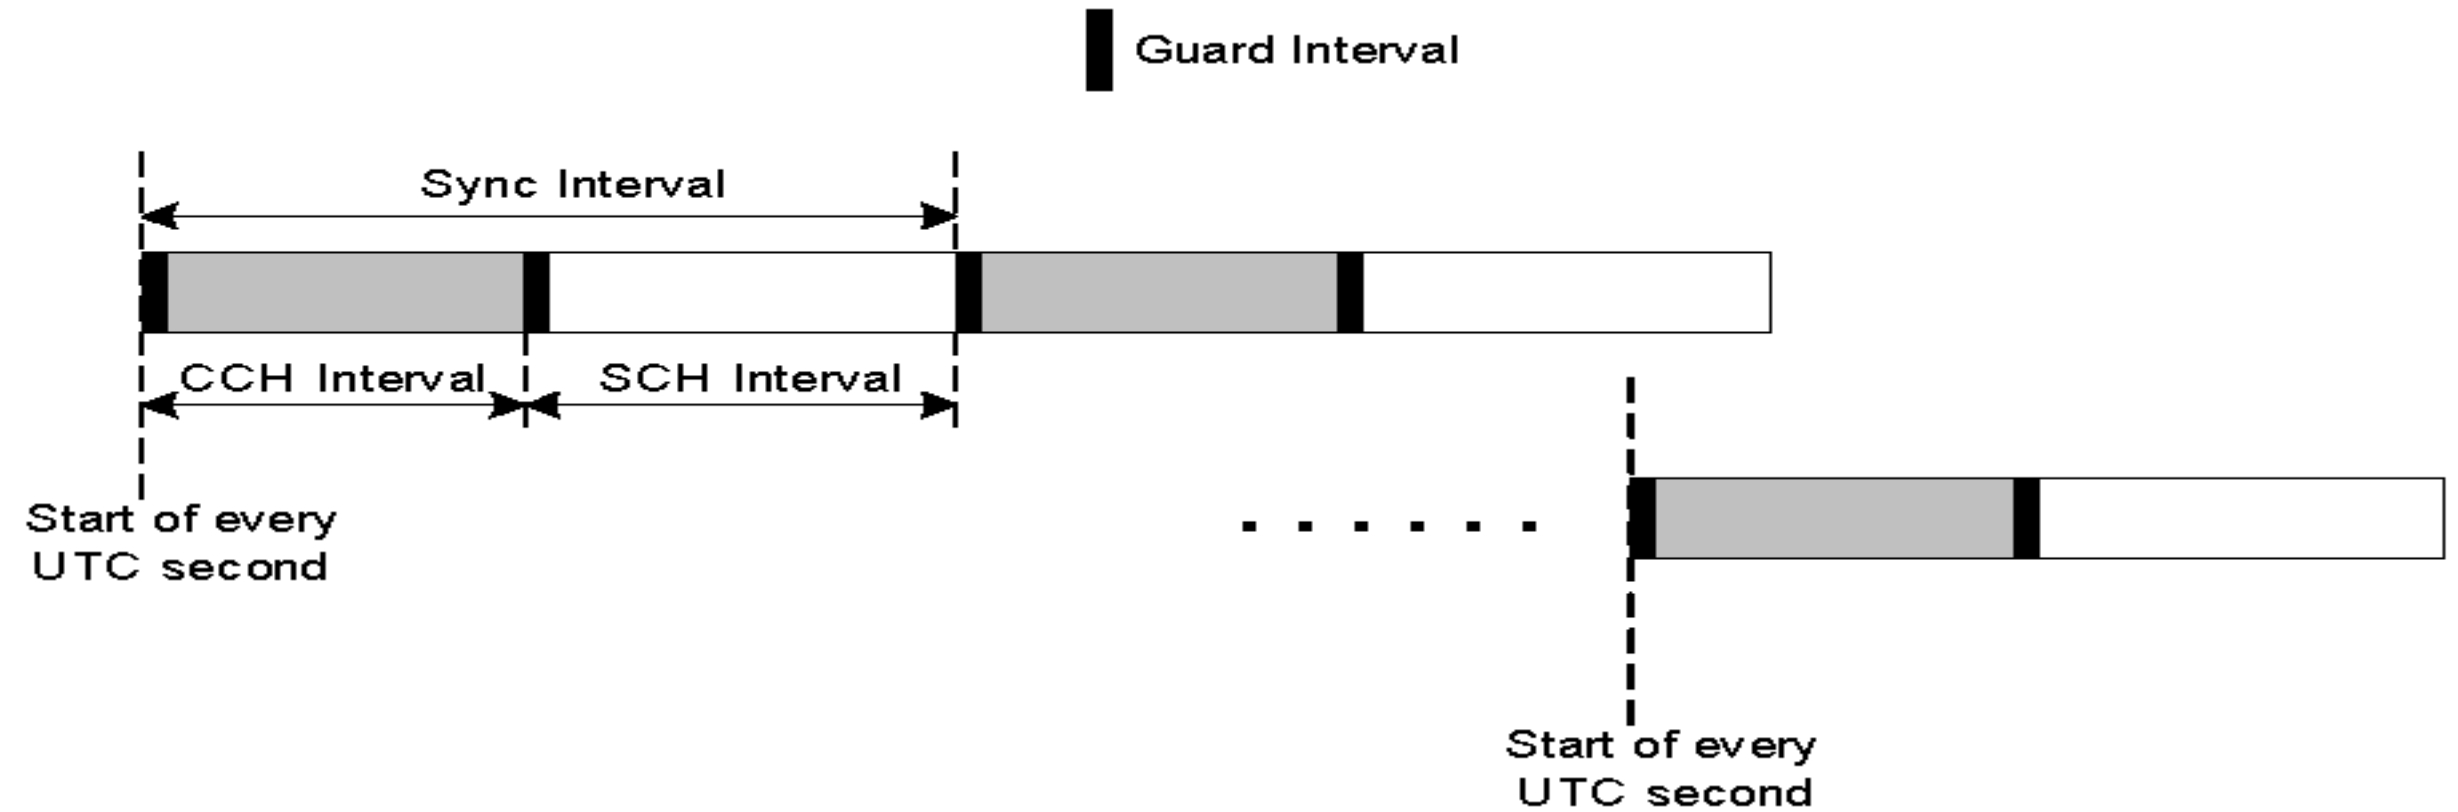 Guard Interval
Sync Interval
CCH Interval
SCH Interval
Start of every
UTC second
Start of every
UTC second